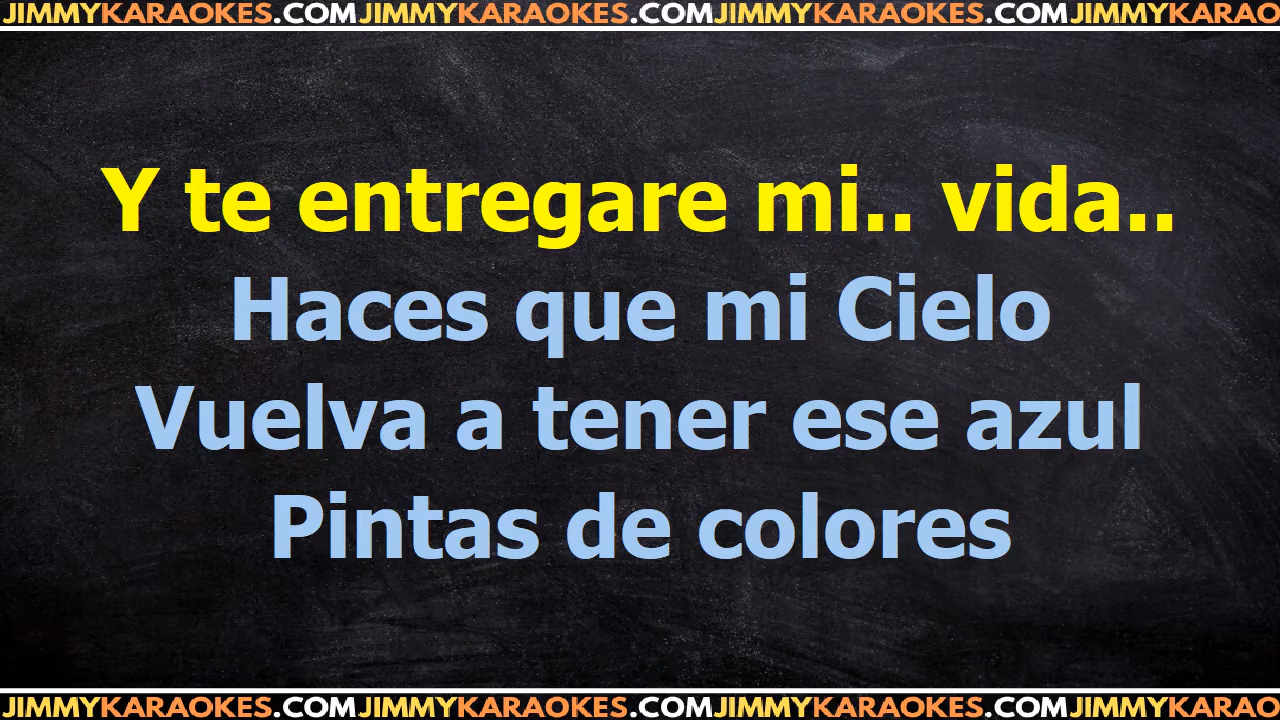 JIMMYKARAOKES.COMJIMMYKARAOKES.COMJIMMYKARAOKES.COMJIMMYKARAO
Y te entregare mi.. vida..
Haces que mi Cielo
Vuelva a tener ese azul
Pintas de colores
JIMMYKARAOKES.COMJIMMYKARAOKES.COMJIMMYKARAOKES.COMJIMMYKARAO